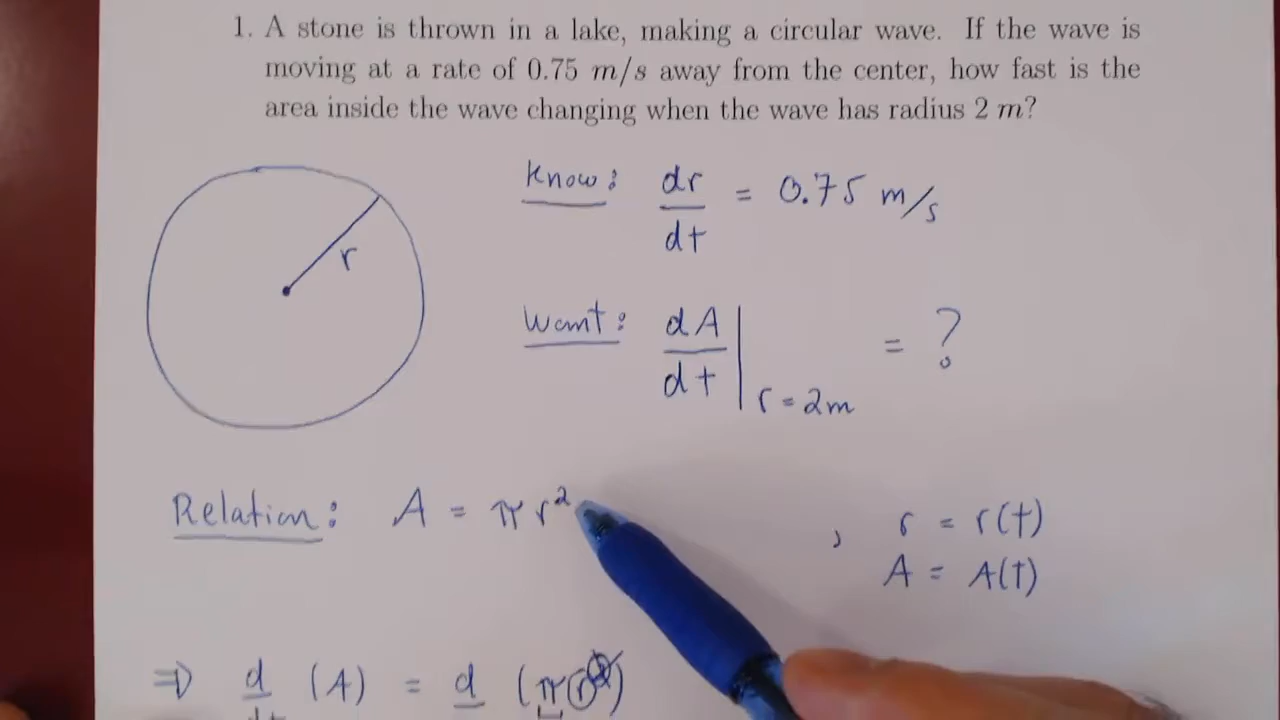 1. A stone is thrown in a lake, making a circular wave. If the wave is
moving at a rate of 0.75 m/s away from the center, how fast is the
area inside the wave changing when the wave has radius 2 m?
Know: dr/dt = 0.75 m/s
r
Want: dA/dt | r = 2m = ?
Relation: A = πr² , r = r(t)
A = A(t)
⇒ d/dt (A) = d (πr²)